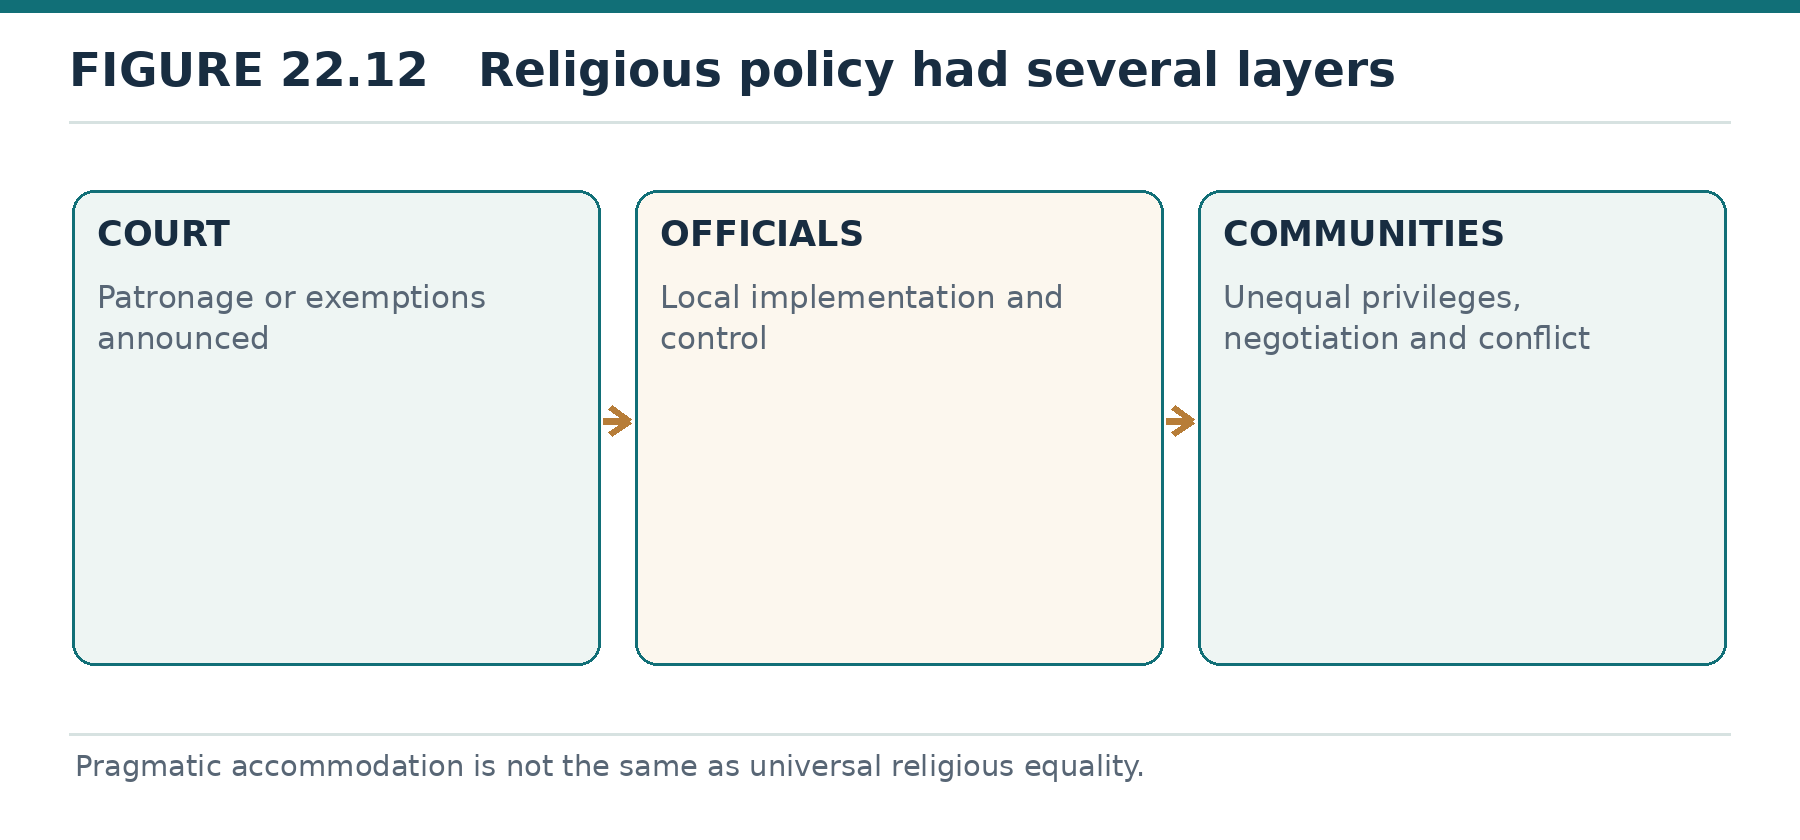 FIGURE 22.12 Religious policy had several layers
COURT
Patronage or exemptions
announced
OFFICIALS
Local implementation and
control
COMMUNITIES
Unequal privileges,
negotiation and conflict
Pragmatic accommodation is not the same as universal religious equality.